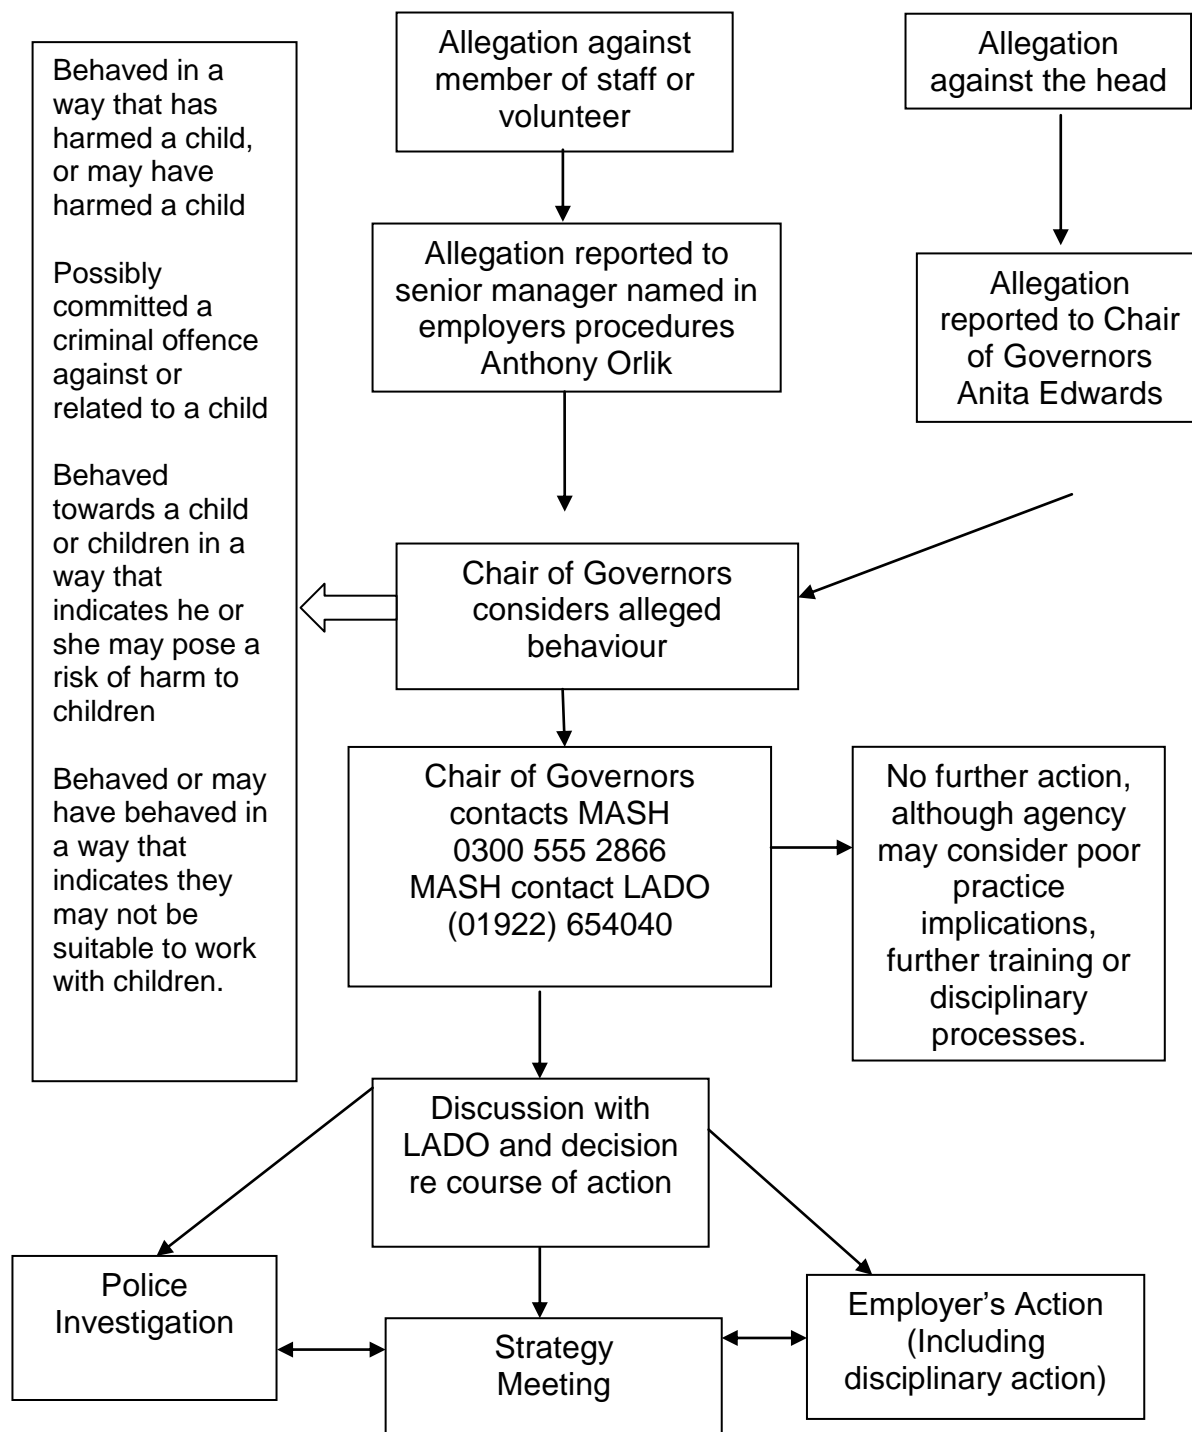 Allegation against
member of staff or
volunteer
Allegation
against the head
Behaved in a
way that has
harmed a child,
or may have
harmed a child
Possibly
committed a
criminal offence
against or
related to a child
Behaved
towards a child
or children in a
way that
indicates he or
she may pose a
risk of harm to
children
Behaved or may
have behaved in
a way that
indicates they
may not be
suitable to work
with children.
Allegation reported to
senior manager named in
employers procedures
Anthony Orlik
Allegation
reported to Chair
of Governors
Anita Edwards
Chair of Governors
considers alleged
behaviour
Chair of Governors
contacts MASH
0300 555 2866
MASH contact LADO
(01922) 654040
No further action,
although agency
may consider poor
practice
implications,
further training or
disciplinary
processes.
Discussion with
LADO and decision
re course of action
Police
Investigation
Strategy
Meeting
Employer’s Action
(Including
disciplinary action)